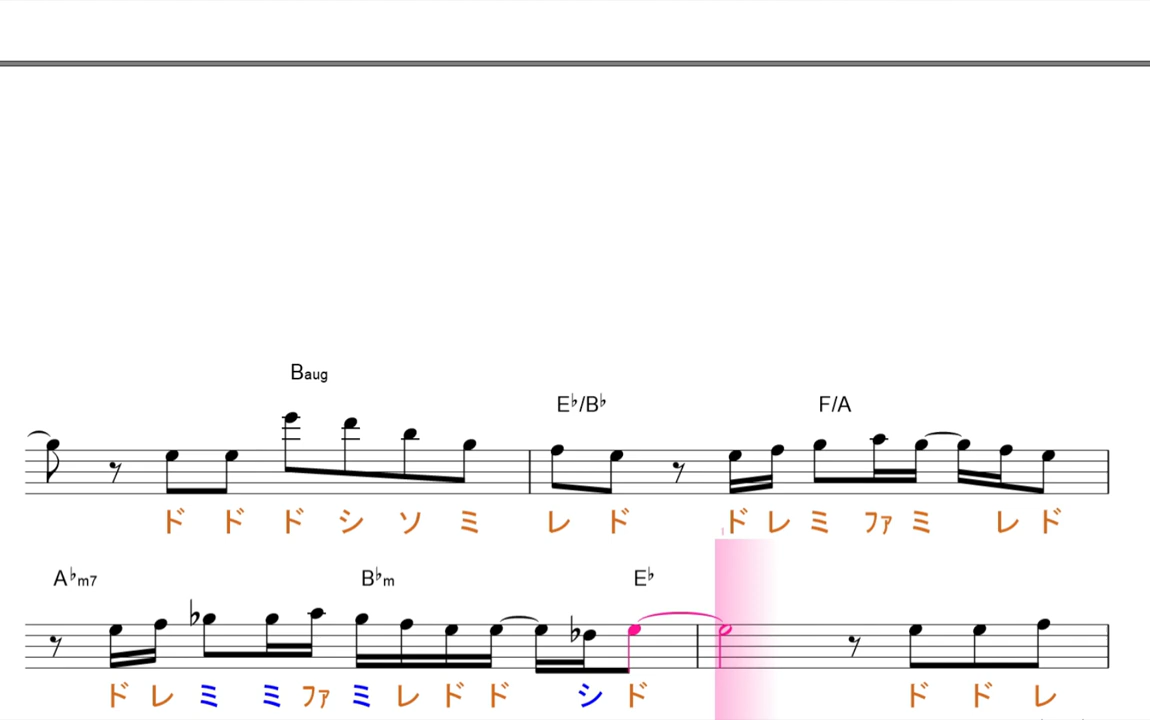 Baug
E♭/B♭ F/A
ド ド ド シ ソ ミ レ ド ド レ ミ ファ ミ レ ド
A♭m7 B♭m E♭
ド レ ミ ミ ファ ミ レ ド ド シ ド ド ド レ